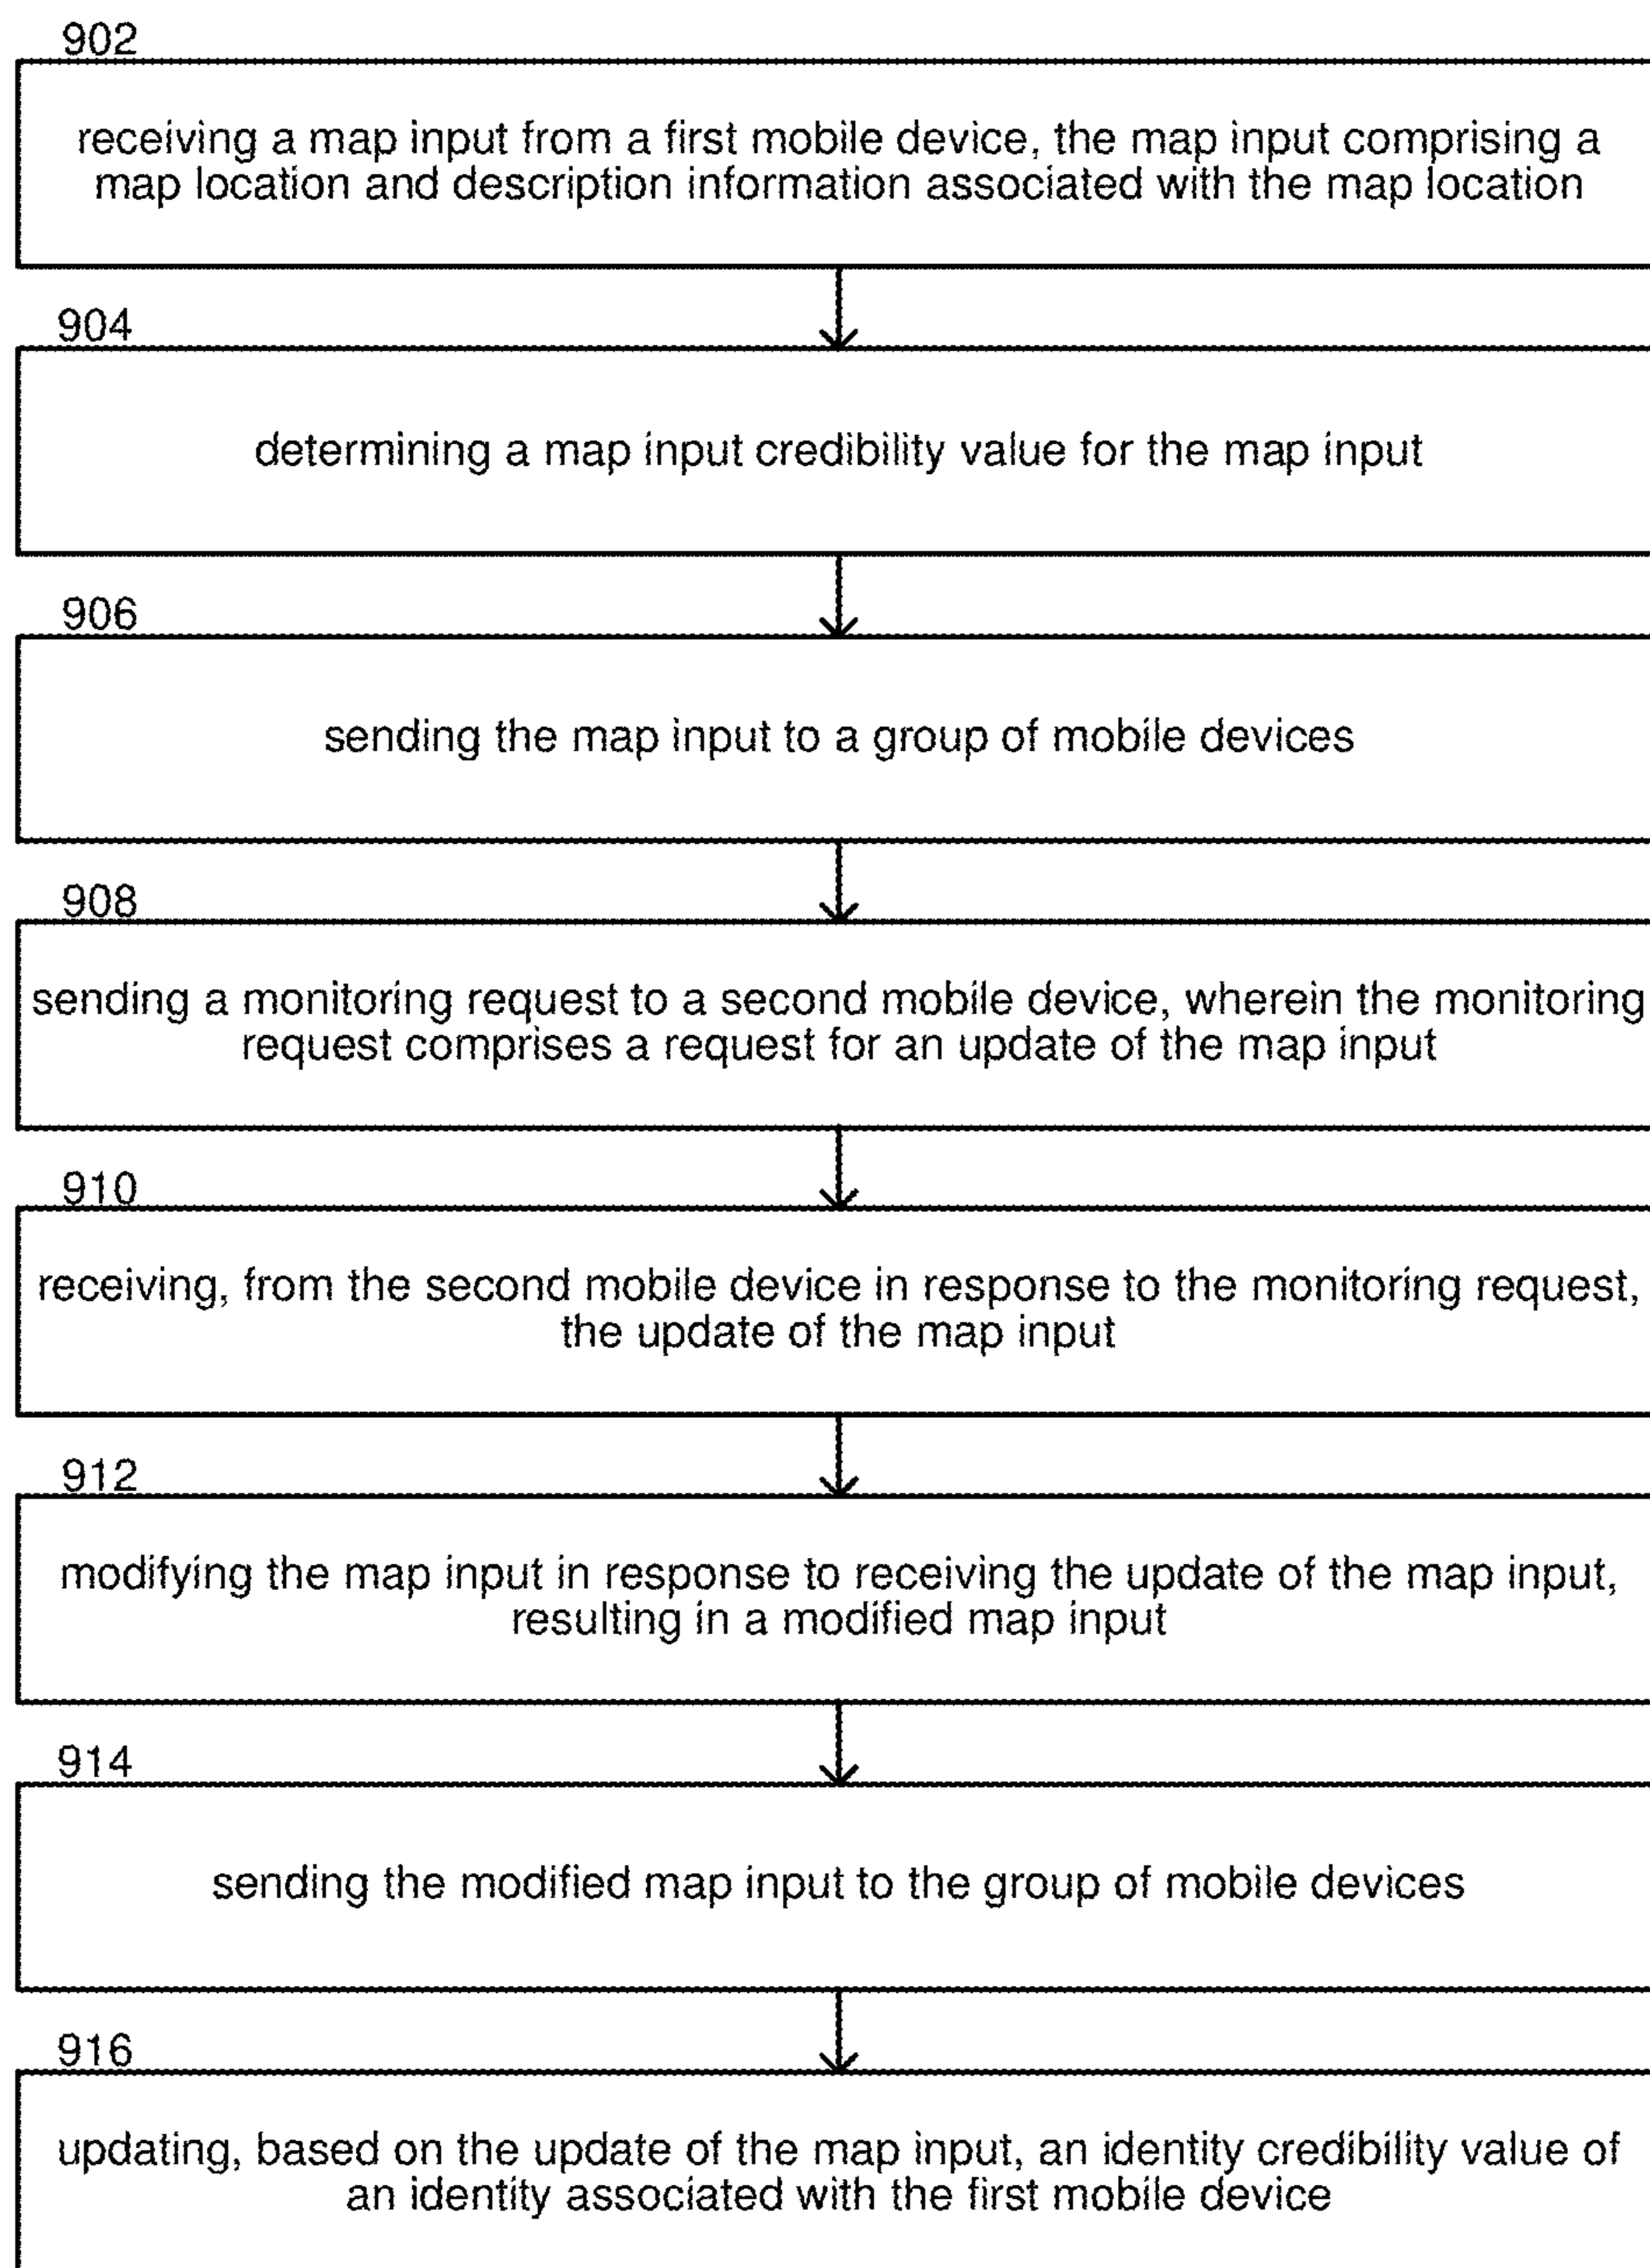 902
receiving a map input from a first mobile device, the map input comprising a
map location and description information associated with the map location
904
determining a map input credibility value for the map input
906
sending the map input to a group of mobile devices
908
sending a monitoring request to a second mobile device, wherein the monitoring
request comprises a request for an update of the map input
910
receiving, from the second mobile device in response to the monitoring request,
the update of the map input
912
modifying the map input in response to receiving the update of the map input,
resulting in a modified map input
914
sending the modified map input to the group of mobile devices
916
updating, based on the update of the map input, an identity credibility value of
an identity associated with the first mobile device